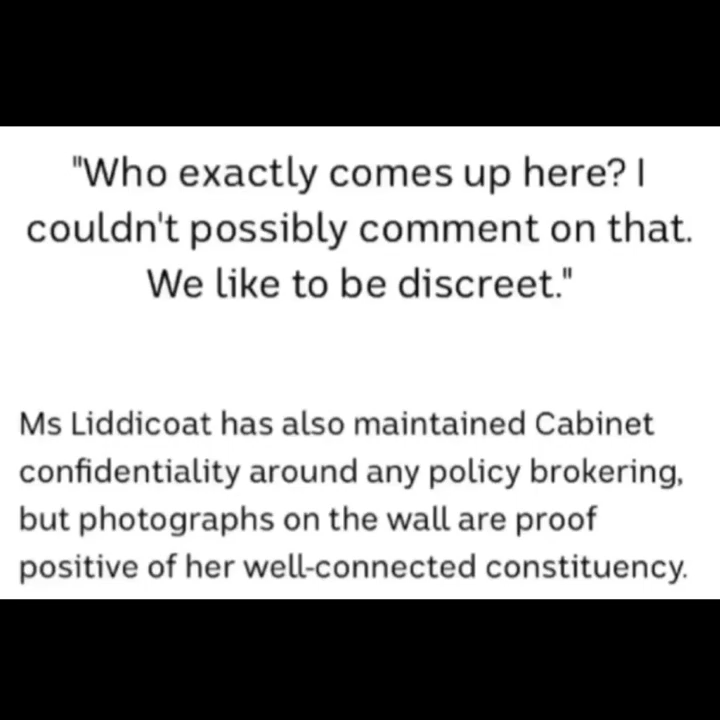 "Who exactly comes up here? I
couldn't possibly comment on that.
We like to be discreet."
Ms Liddicoat has also maintained Cabinet
confidentiality around any policy brokering,
but photographs on the wall are proof
positive of her well-connected constituency.